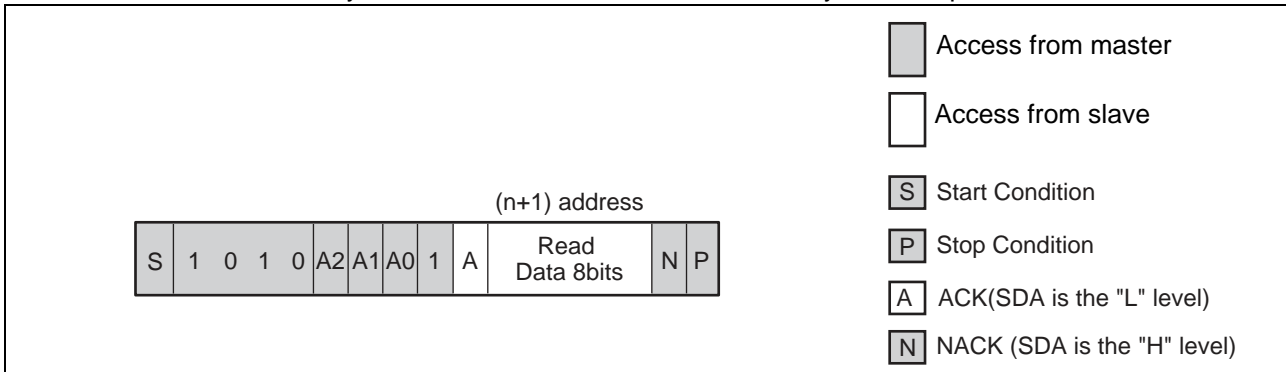 Access from master
Access from slave
(n+1) address
S 1 0 1 0 A2 A1 A0 1 A Read Data 8bits N P
S Start Condition
P Stop Condition
A ACK(SDA is the "L" level)
N NACK (SDA is the "H" level)